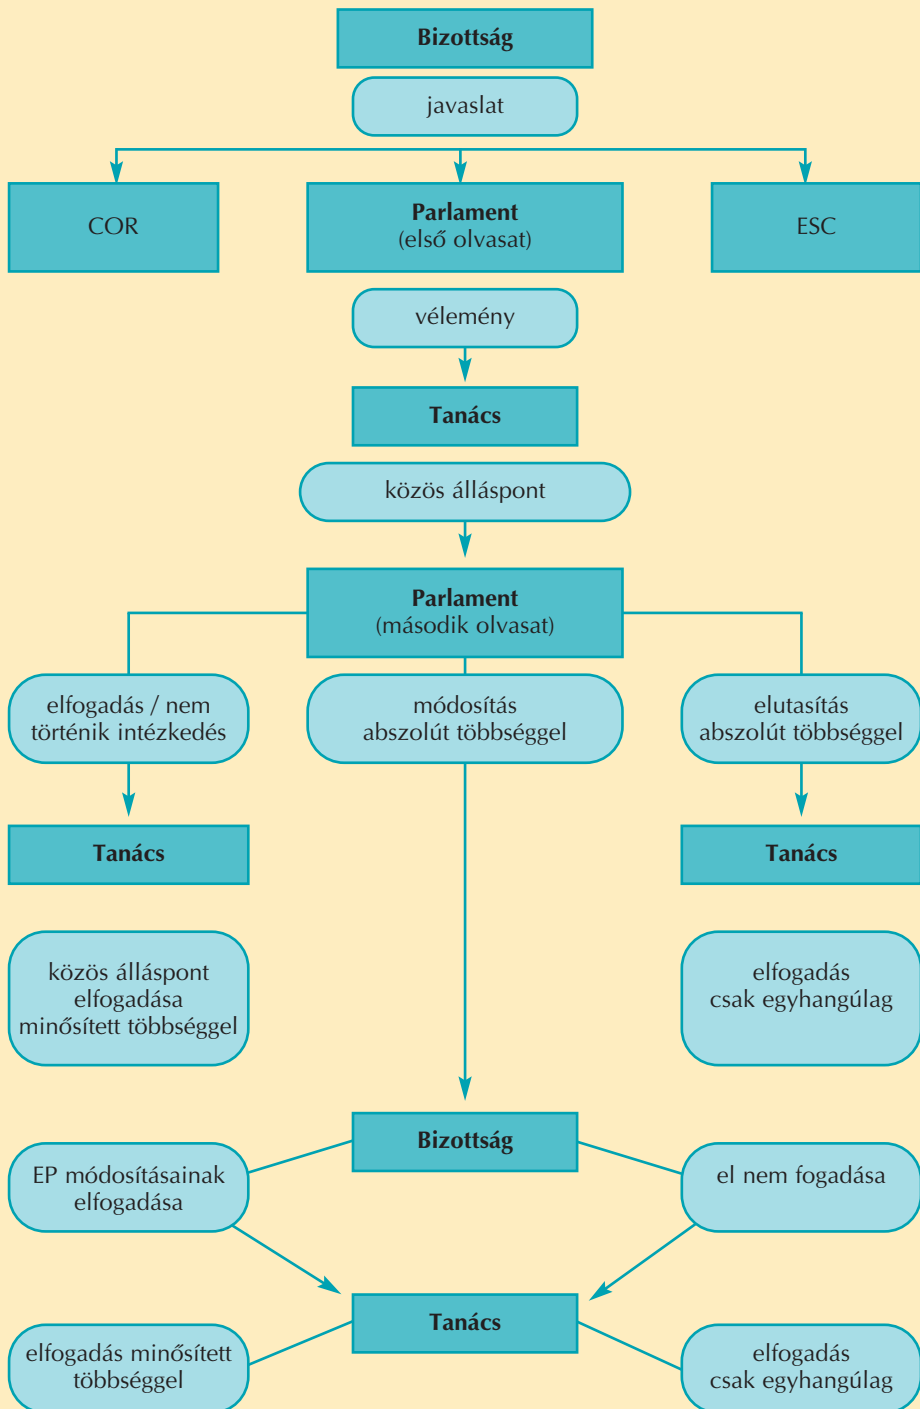 Bizottság
javaslat
COR
Parlament
(első olvasat)
ESC
vélemény
Tanács
közös álláspont
Parlament
(második olvasat)
elfogadás / nem
történik intézkedés
módosítás
abszolút többséggel
elutasítás
abszolút többséggel
Tanács
Tanács
közös álláspont
elfogadása
minősített többséggel
elfogadás
csak egyhangúlag
Bizottság
EP módosításainak
elfogadása
el nem fogadása
Tanács
elfogadás minősített
többséggel
elfogadás
csak egyhangúlag